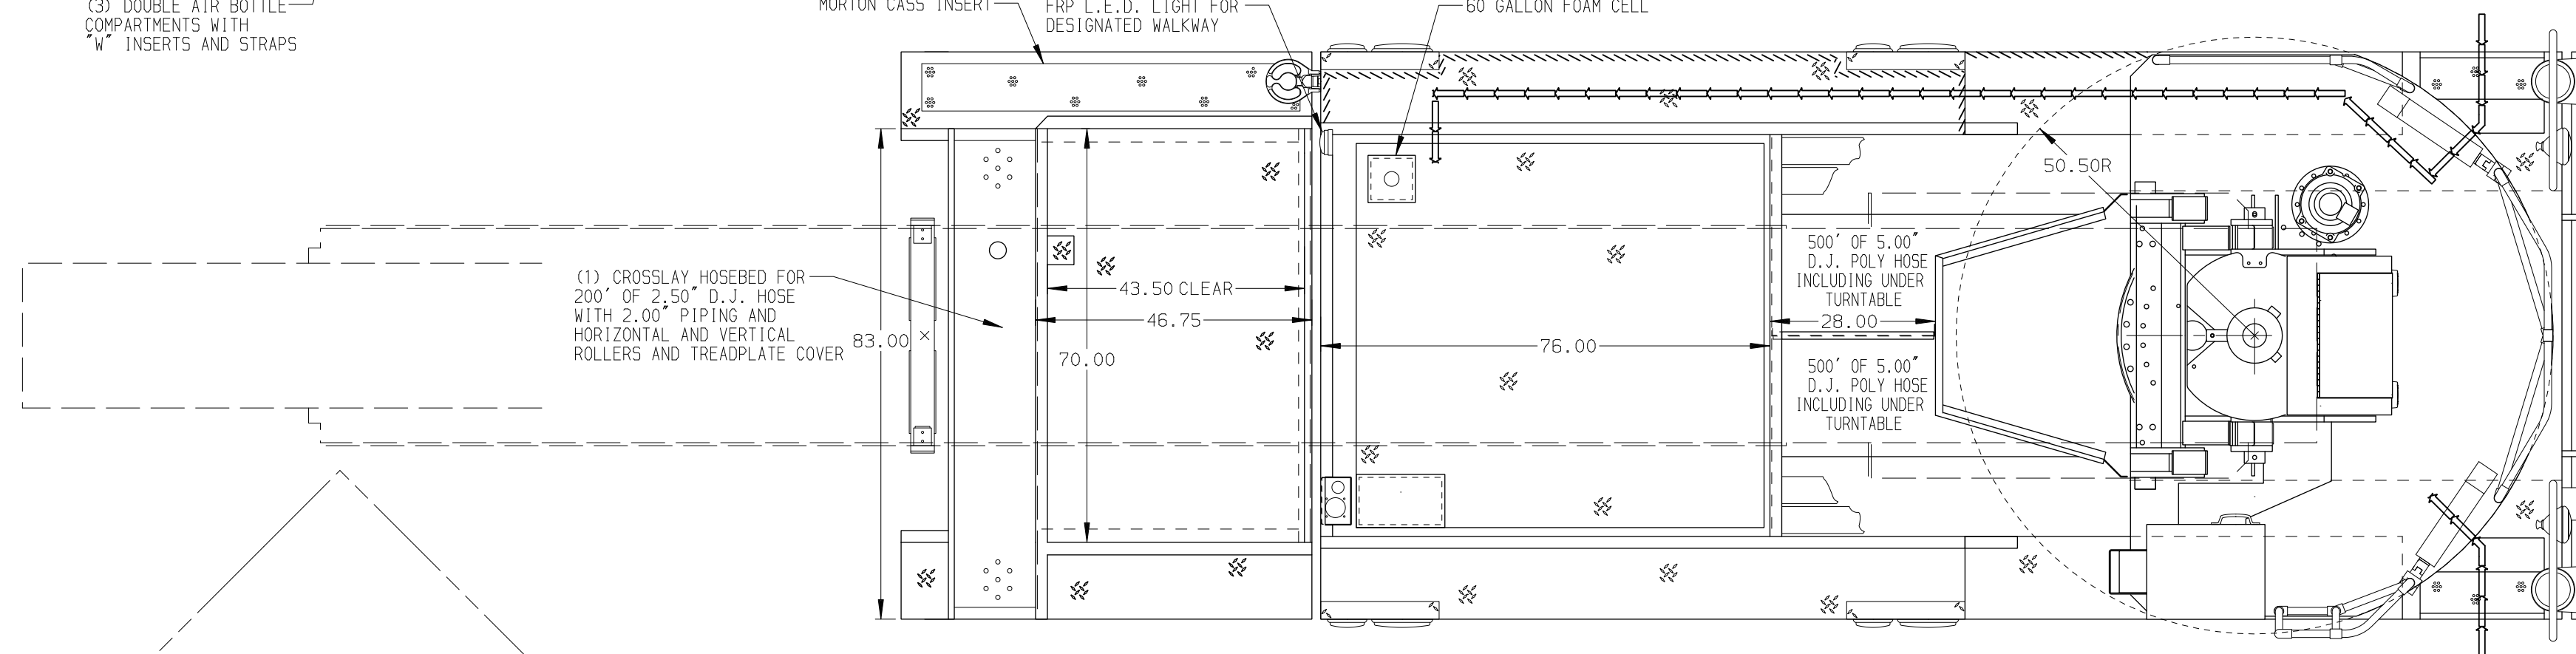 (3) DOUBLE AIR BOTTLE
COMPARTMENTS WITH
"W" INSERTS AND STRAPS
MORTON CASS INSERT
FRP L.E.D. LIGHT FOR
DESIGNATED WALKWAY
60 GALLON FOAM CELL
50.50R
(1) CROSSLAY HOSEBED FOR
200' OF 2.50" D.J. HOSE
WITH 2.00" PIPING AND
HORIZONTAL AND VERTICAL
ROLLERS AND TREADPLATE COVER
83.00
43.50 CLEAR
46.75
70.00
76.00
500' OF 5.00"
D.J. POLY HOSE
INCLUDING UNDER
TURNTABLE
28.00
500' OF 5.00"
D.J. POLY HOSE
INCLUDING UNDER
TURNTABLE